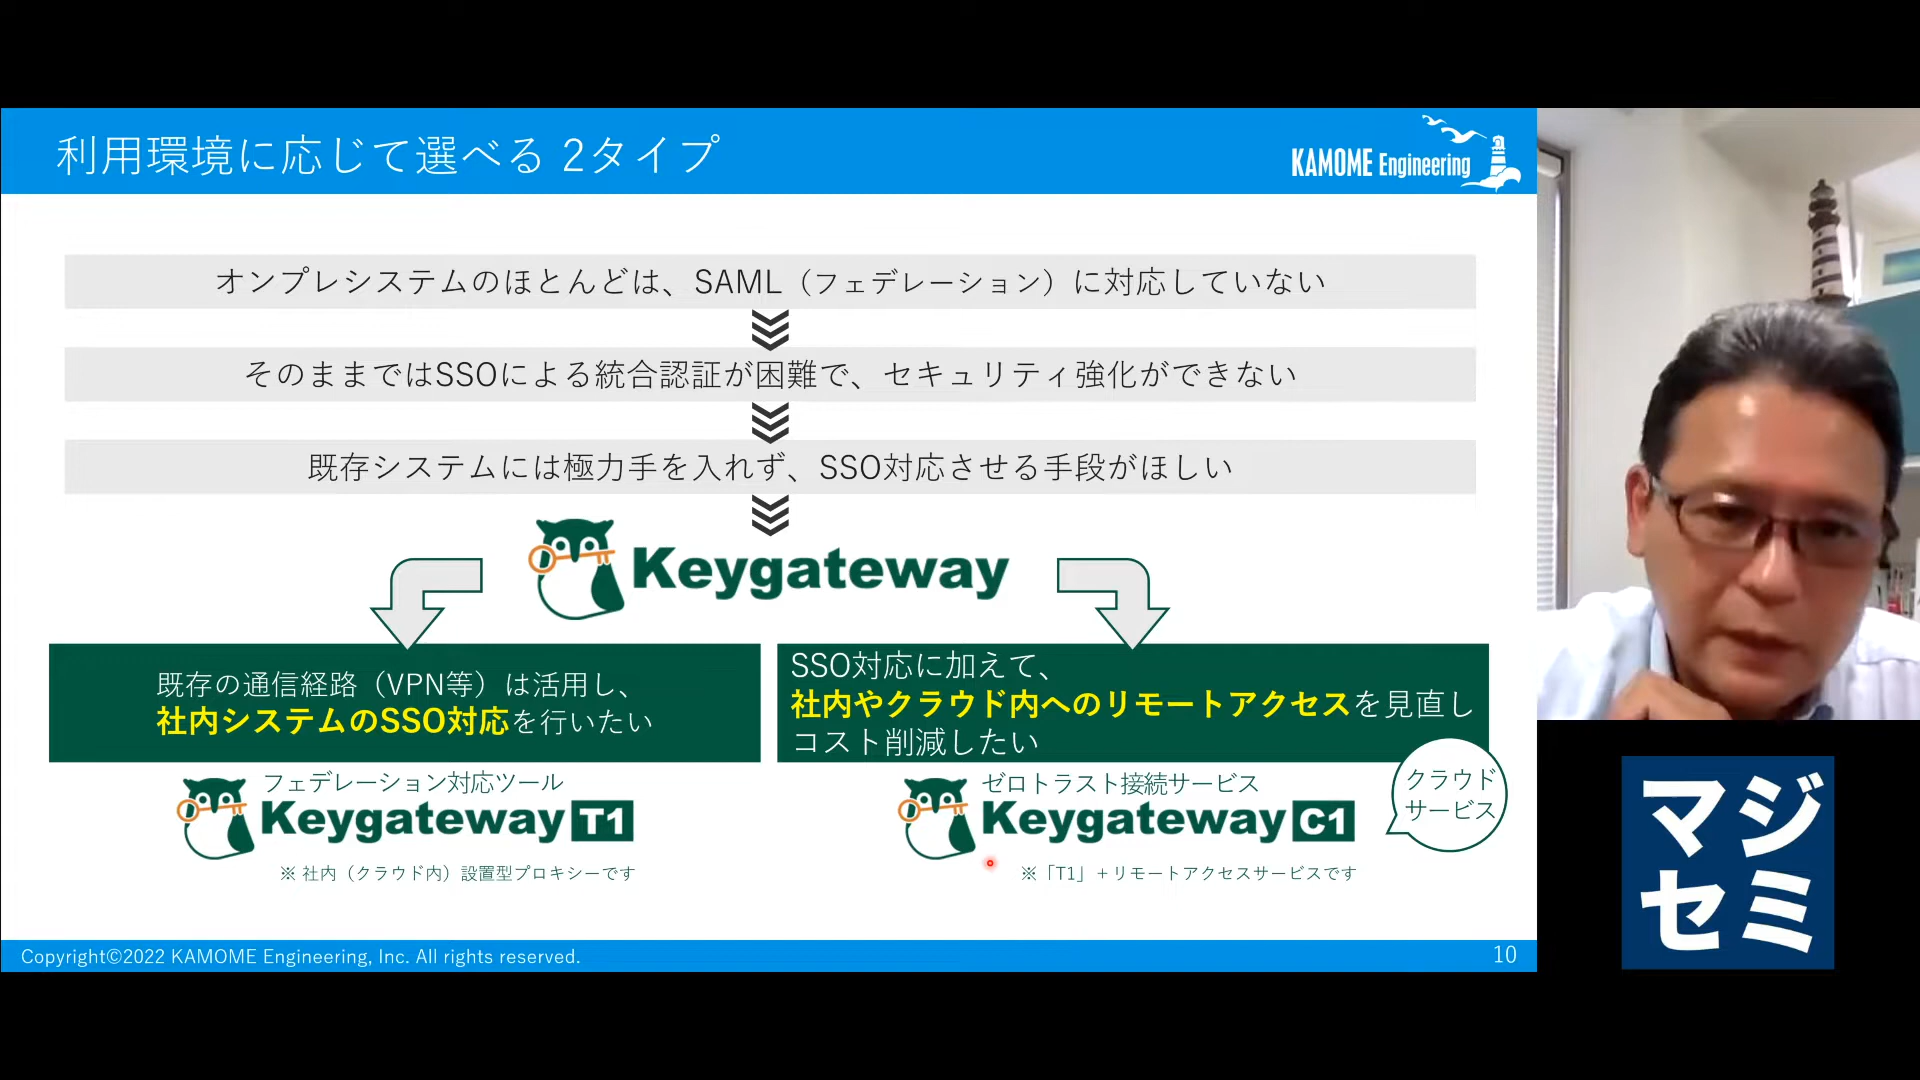 利用環境に応じて選べる 2タイプ
KAMOME Engineering
オンプレシステムのほとんどは、SAML（フェデレーション）に対応していない
そのままではSSOによる統合認証が困難で、セキュリティ強化ができない
既存システムには極力手を入れず、SSO対応させる手段がほしい
Keygateway
既存の通信経路（VPN等）は活用し、
社内システムのSSO対応を行いたい
SSO対応に加えて、
社内やクラウド内へのリモートアクセスを見直し
コスト削減したい
フェデレーション対応ツール
Keygateway T1
※ 社内（クラウド内）設置型プロキシーです
ゼロトラスト接続サービス
Keygateway C1
※「T1」＋リモートアクセスサービスです
クラウド
サービス
マジ
セミ
Copyright©2022 KAMOME Engineering, Inc. All rights reserved.
10